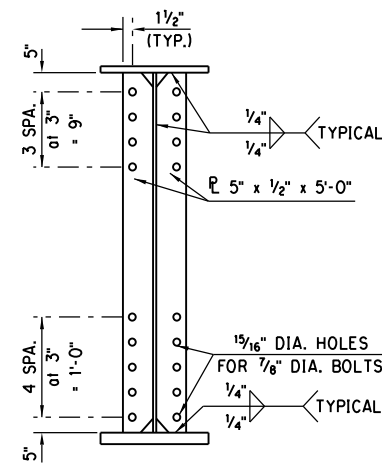 1 1/2"
(TYP.)
5"
3 SPA.
at 3"
= 9"
1/4"
1/4"
TYPICAL
℄ 5" x 1/2" x 5'-0"
15/16" DIA. HOLES
FOR 7/8" DIA. BOLTS
4 SPA.
at 3"
= 1'-0"
1/4"
1/4"
TYPICAL
5"